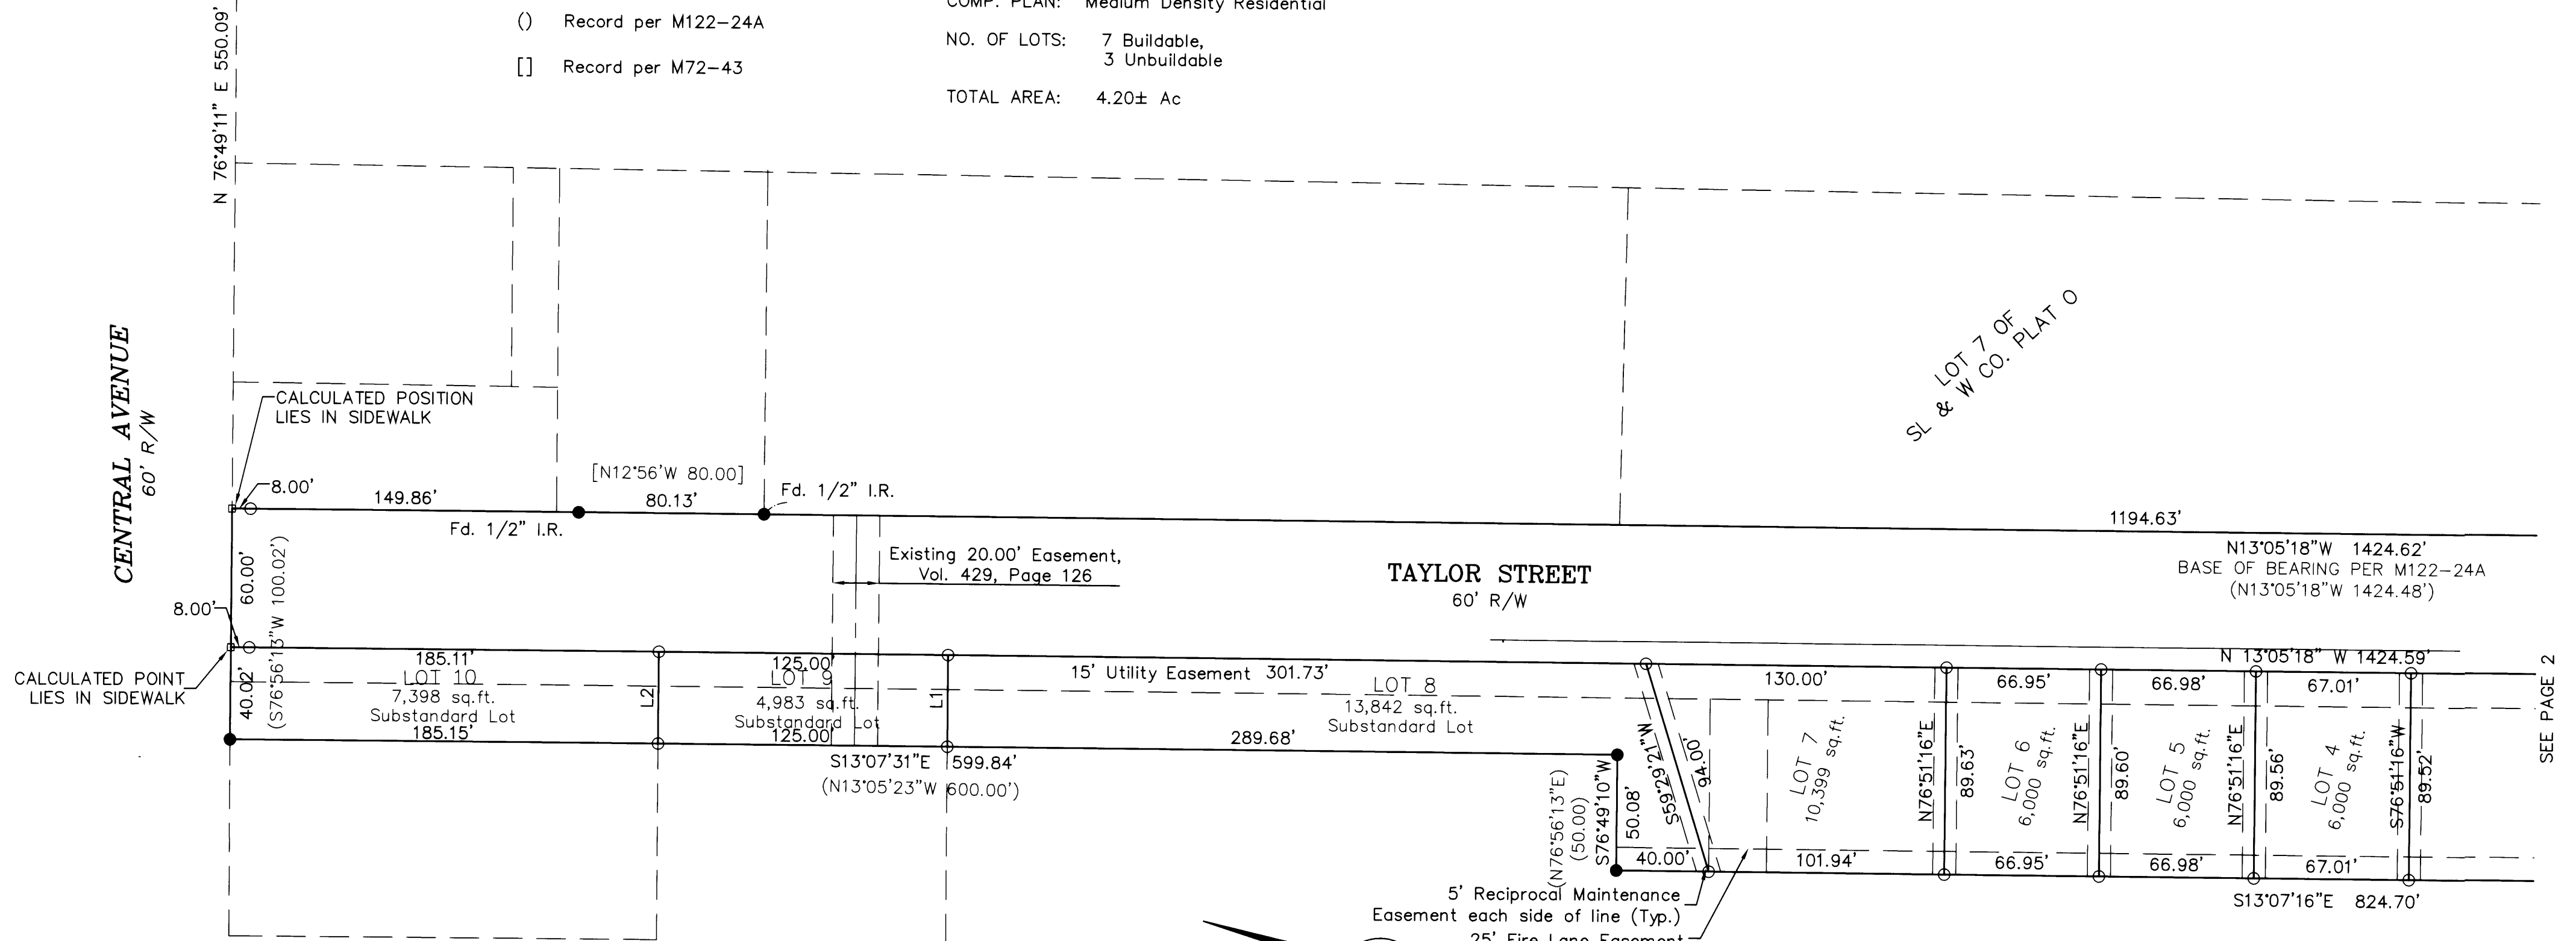 COMP. PLAN: Medium Density Residential
() Record per M122-24A
NO. OF LOTS: 7 Buildable,
3 Unbuildable
[] Record per M72-43
TOTAL AREA: 4.20± Ac
N 76°49'11" E 550.09'
CENTRAL AVENUE
60' R/W
CALCULATED POSITION
LIES IN SIDEWALK
LOT 7 OF
SL & W CO. PLAT O
8.00'
149.86'
[N12°56'W 80.00]
80.13'
Fd. 1/2" I.R.
Fd. 1/2" I.R.
1194.63'
N13°05'18"W 1424.62'
BASE OF BEARING PER M122-24A
(N13°05'18"W 1424.48')
Existing 20.00' Easement,
Vol. 429, Page 126
TAYLOR STREET
60' R/W
60.00'
(S76°56'13"W 100.02')
8.00'
CALCULATED POINT
LIES IN SIDEWALK
40.02'
185.11'
LOT 10
7,398 sq.ft.
Substandard Lot
185.15'
L2
125.00'
LOT 9
4,983 sq.ft.
Substandard Lot
125.00'
L1
15' Utility Easement 301.73'
LOT 8
13,842 sq.ft.
Substandard Lot
289.68'
S13°07'31"E 599.84'
(N13°05'23"W 600.00')
N 13°05'18" W 1424.59'
130.00'
66.95'
66.98'
67.01'
S59°29'21"W
94.00'
LOT 7
10,399 sq.ft.
N76°51'16"E
89.63'
LOT 6
6,000 sq.ft.
N76°51'16"E
89.60'
LOT 5
6,000 sq.ft.
N76°51'16"E
89.56'
LOT 4
6,000 sq.ft.
S76°51'16"W
89.52'
SEE PAGE 2
(N76°56'13"E)
(50.00)
S76°49'10"W
50.08'
40.00'
101.94'
66.95'
66.98'
67.01'
S13°07'16"E 824.70'
5' Reciprocal Maintenance
Easement each side of line (Typ.)
25' Fire Lane Easement